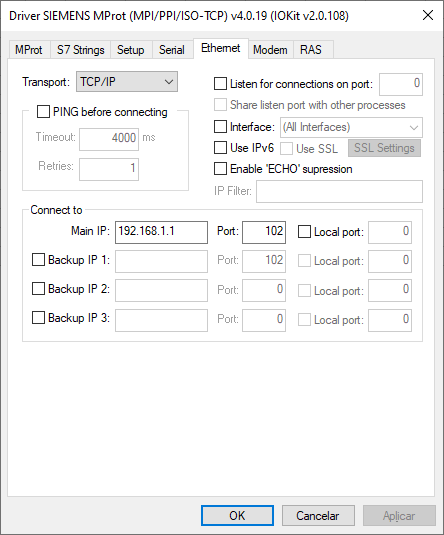 Driver SIEMENS MProt (MPI/PPI/ISO-TCP) v4.0.19 (IOKit v2.0.108)
MProt S7 Strings Setup Serial Ethernet Modem RAS
Transport: TCP/IP
Listen for connections on port: 0
Share listen port with other processes
PING before connecting
Interface: (All Interfaces)
Timeout: 4000 ms
Use IPv6 Use SSL SSL Settings
Retries: 1
Enable 'ECHO' supression
IP Filter:
Connect to
Main IP: 192.168.1.1 Port: 102 Local port: 0
Backup IP 1: Port: 102 Local port: 0
Backup IP 2: Port: 0 Local port: 0
Backup IP 3: Port: 0 Local port: 0
OK Cancelar Aplicar